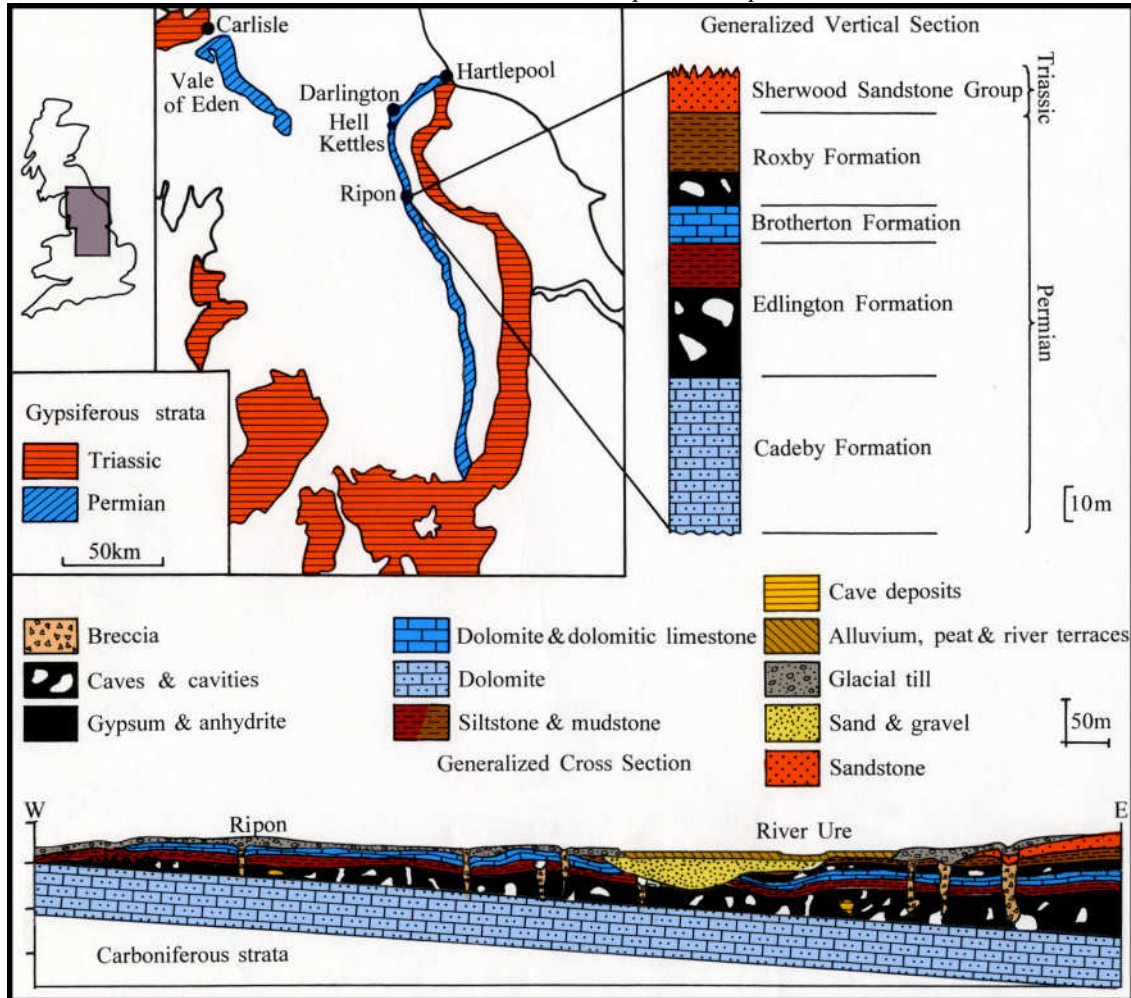 Carlisle
Vale
of Eden
Hartlepool
Darlington
Hell
Kettles
Ripon
Gypsiferous strata
Triassic
Permian
50km
Generalized Vertical Section
Sherwood Sandstone Group
Roxby Formation
Brotherton Formation
Edlington Formation
Cadeby Formation
Triassic
Permian
10m
Breccia
Caves & cavities
Gypsum & anhydrite
Dolomite & dolomitic limestone
Dolomite
Siltstone & mudstone
Cave deposits
Alluvium, peat & river terraces
Glacial till
Sand & gravel
Sandstone
50m
Generalized Cross Section
W
Ripon
River Ure
E
Carboniferous strata